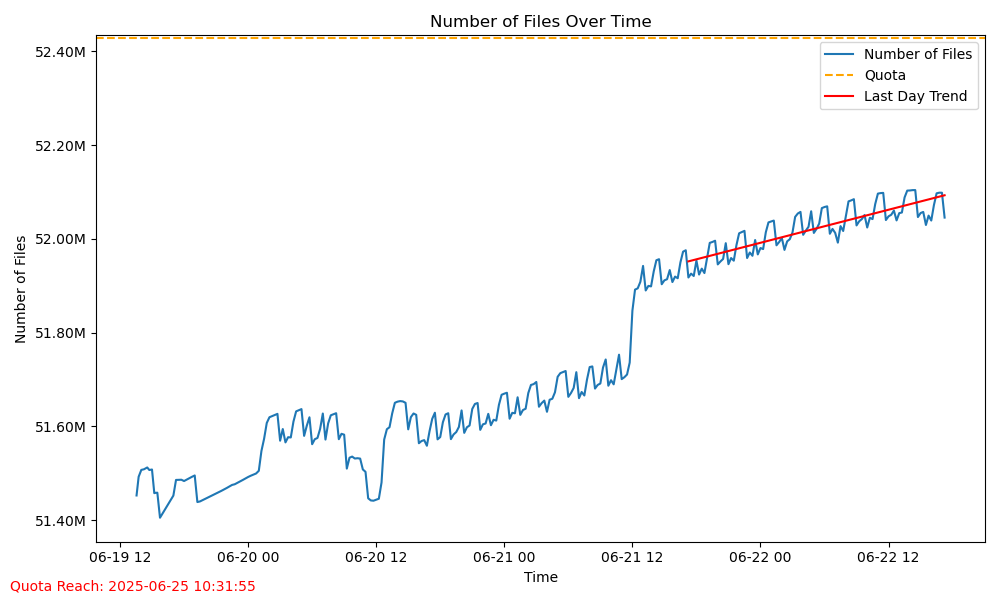 Number of Files Over Time
52.40M
52.20M
52.00M
51.80M
51.60M
51.40M
Number of Files
Number of Files
Quota
Last Day Trend
06-19 12
06-20 00
06-20 12
06-21 00
06-21 12
06-22 00
06-22 12
Time
Quota Reach: 2025-06-25 10:31:55